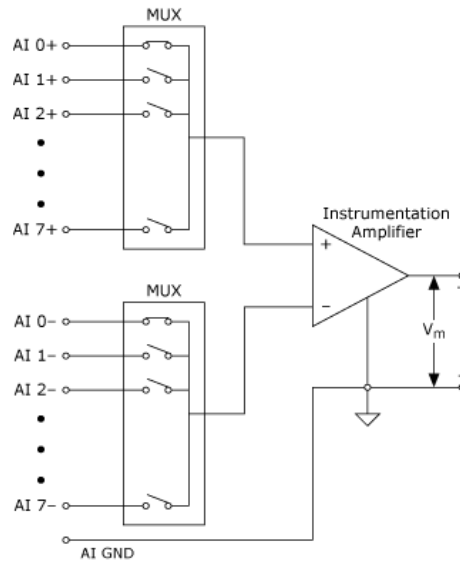 MUX
AI 0+
AI 1+
AI 2+
AI 7+
Instrumentation
Amplifier
+
−
Vm
MUX
AI 0−
AI 1−
AI 2−
AI 7−
AI GND